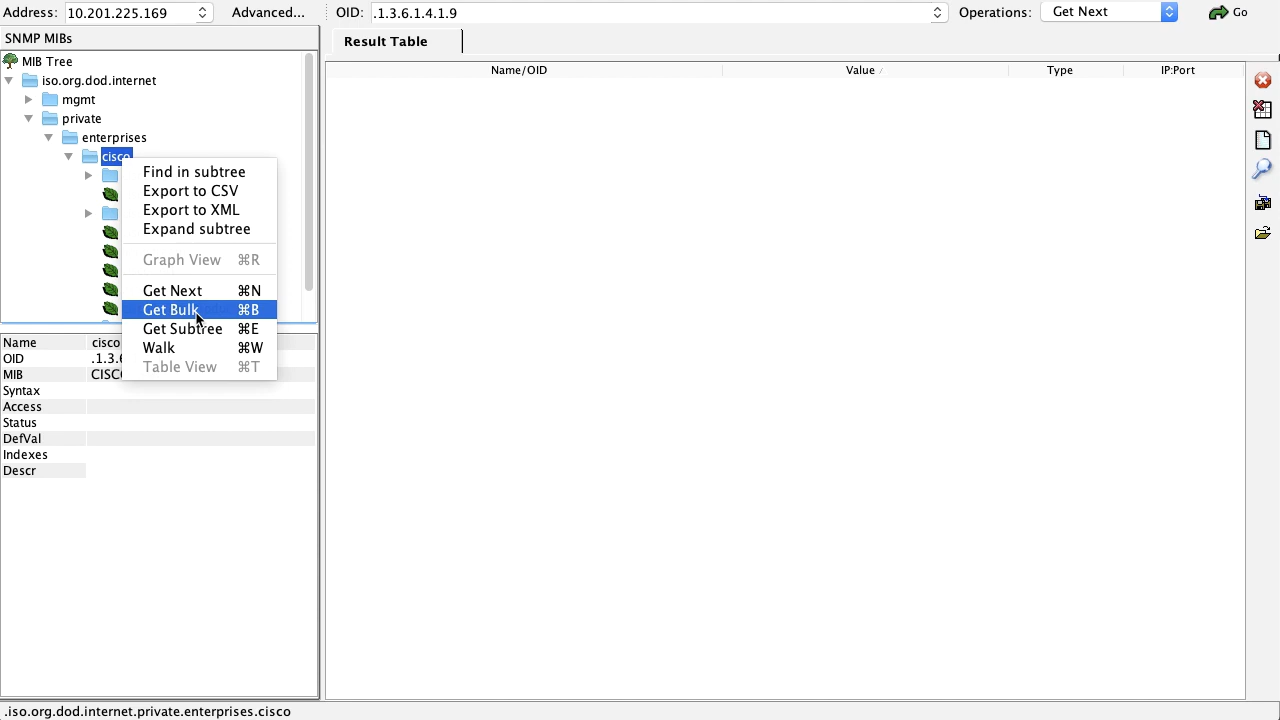 Address: 10.201.225.169 Advanced... OID: .1.3.6.1.4.1.9 Operations: Get Next Go
SNMP MIBs
Result Table
MIB Tree
iso.org.dod.internet
mgmt
private
enterprises
cisco
Find in subtree
Export to CSV
Export to XML
Expand subtree
Graph View ⌘R
Get Next ⌘N
Get Bulk ⌘B
Get Subtree ⌘E
Walk ⌘W
Table View ⌘T
Name/OID Value Type IP:Port
Name cisco
OID .1.3.6
MIB CISCO
Syntax
Access
Status
DefVal
Indexes
Descr
.iso.org.dod.internet.private.enterprises.cisco